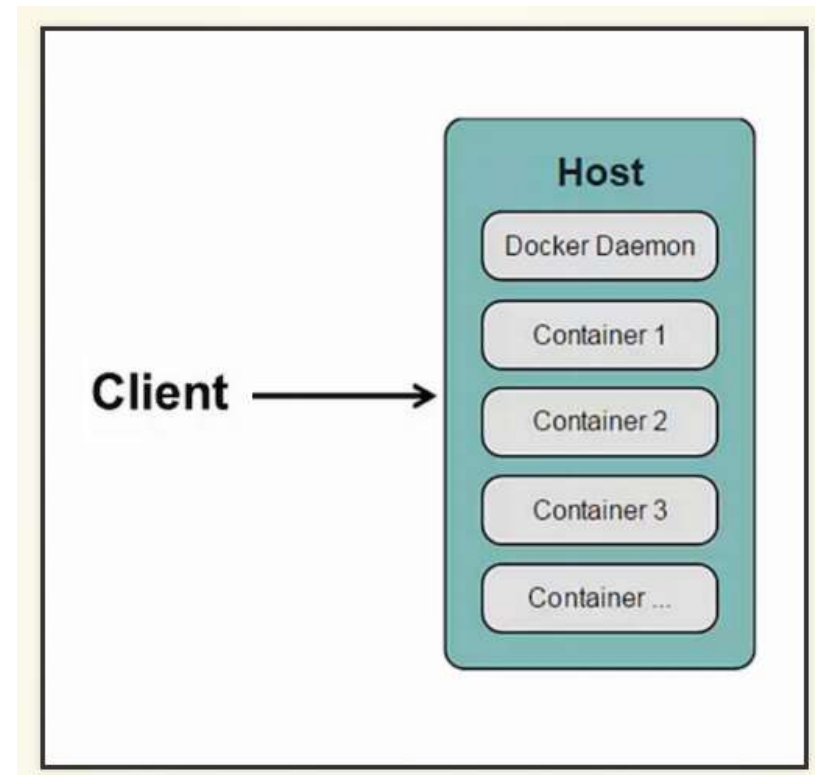 Host
Docker Daemon
Container 1
Client
Container 2
Container 3
Container ...